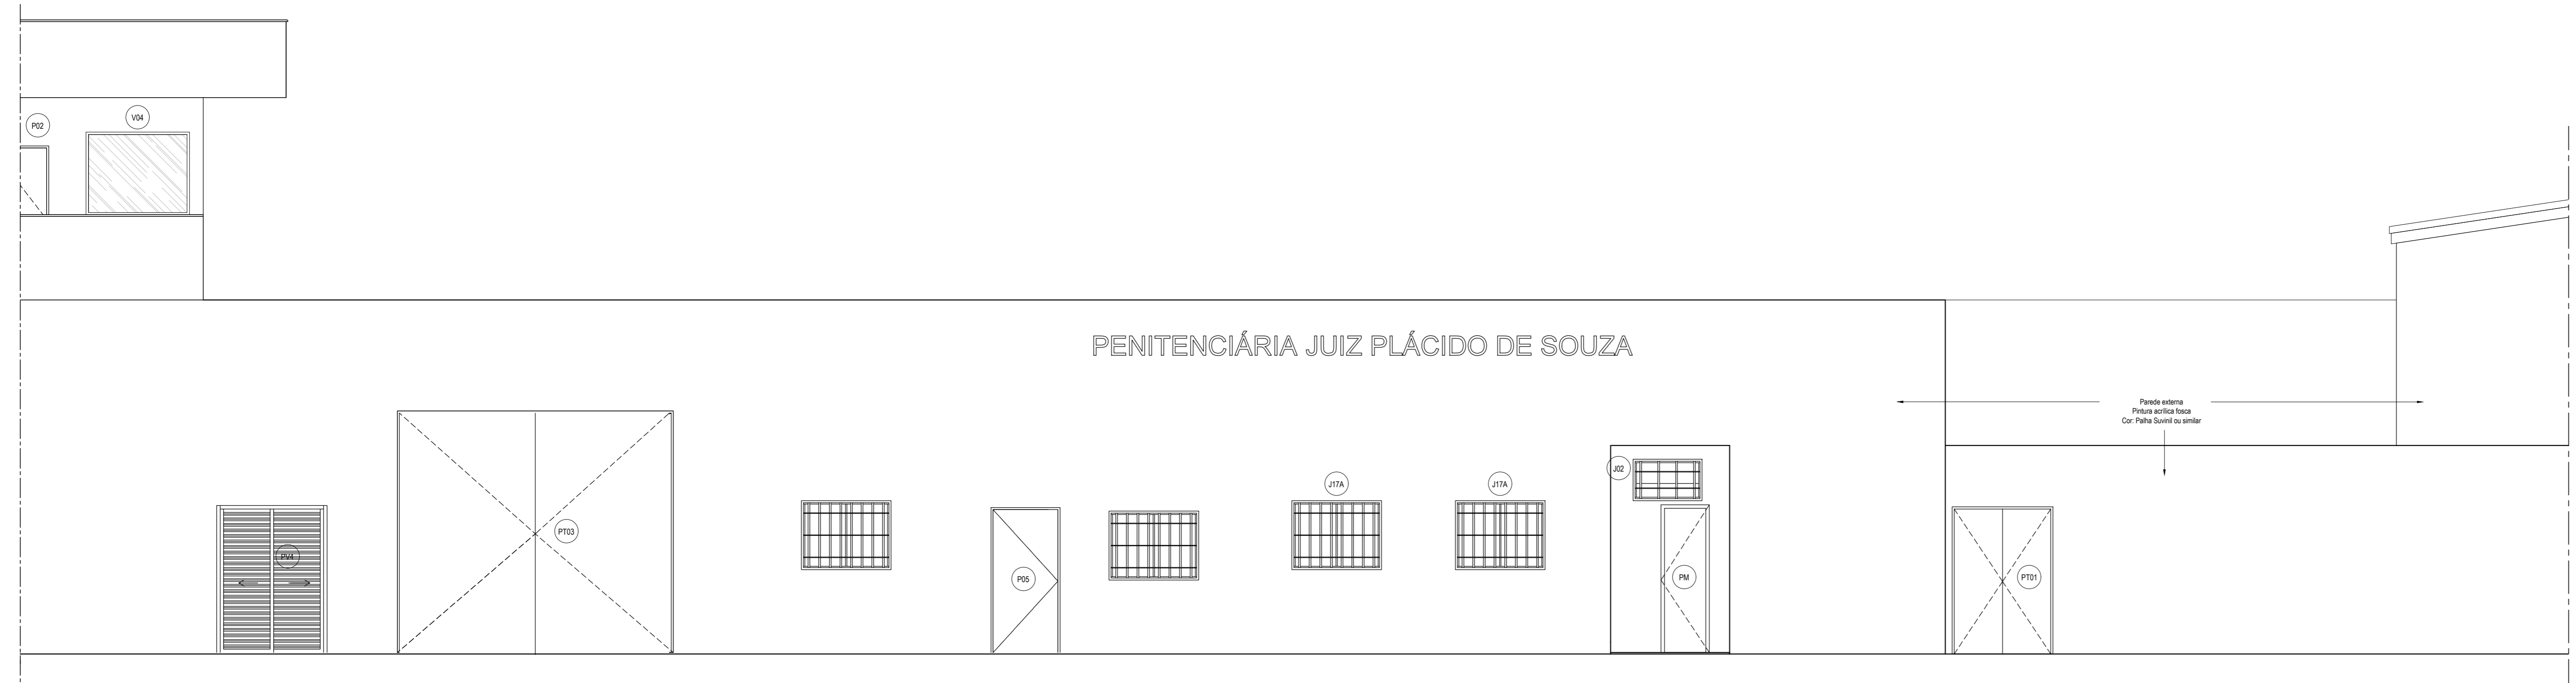 V04
P02
PENITENCIÁRIA JUIZ PLÁCIDO DE SOUZA
Parede externa
Pintura acrílica fosca
Cor: Palha Suvinil ou similar
J02
J17A
J17A
PT03
PV4
P05
PM
PT01